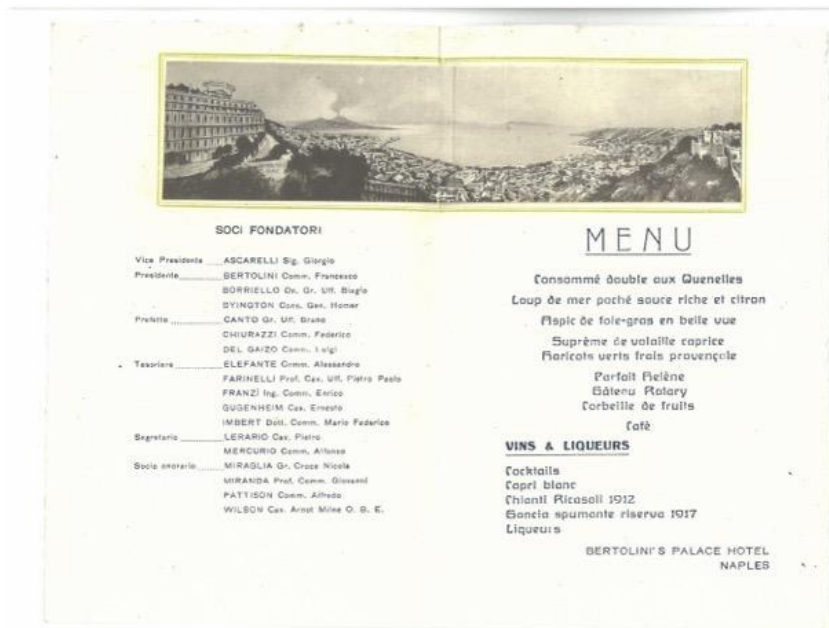 SOCI FONDATORI
Vice Presidente ASCARELLI Sig. Giorgio
Presidente BERTOLINI Comm. Francesco
BORRIELLO On. Gr. Uff. Biagio
SYINGTON Cons. Gen. Homer
Prefetto CANTO Gr. Uff. Bruno
CHIURAZZI Comm. Federico
DEL GAIZO Comm. Luigi
Tesoriere ELEFANTE Comm. Alessandro
FARINELLI Prof. Cav. Uff. Pietro Paolo
FRANZÌ Ing. Comm. Enrico
GUGENHEIM Cav. Ernesto
IMBERT Dott. Comm. Mario Federico
Segretario LERARIO Cav. Pietro
MERCURIO Comm. Alfonso
Socio onorario MIRAGLIA Gr. Croce Nicola
MIRANDA Prof. Comm. Giovanni
PATTISON Comm. Alfredo
WILSON Cav. Arnot Milne O. B. E.
MENU
Consommé double aux Quenelles
Loup de mer poché sauce riche et citron
Aspic de foie-gras en belle vue
Suprême de volaille caprice
Haricots verts frais provençale
Parfait Helène
Gâteau Rotary
Corbeille de fruits
Cafè
VINS & LIQUEURS
Cocktails
Capri blanc
Chianti Ricasoli 1912
Gancia spumante riserva 1917
Liqueurs
BERTOLINI'S PALACE HOTEL
NAPLES